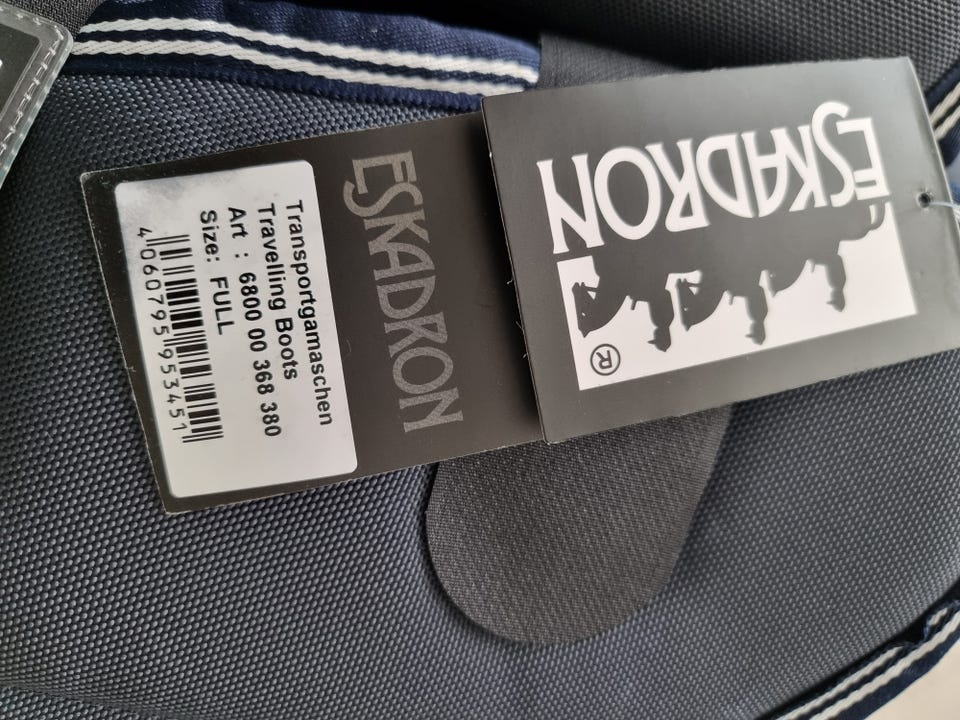 ESKADRON
Transportgamaschen
Travelling Boots
Art : 6800 00 368 380
Size: FULL
4060795953451
ESKADRON
®